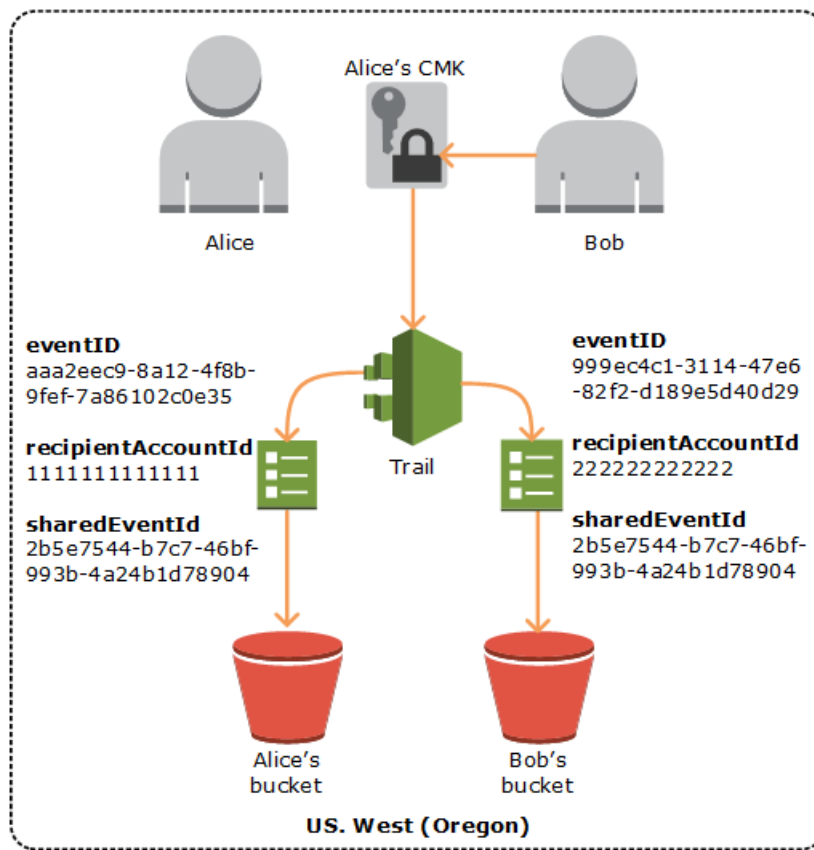 Alice's CMK
Alice
Bob
eventID
aaa2eec9-8a12-4f8b-
9fef-7a86102c0e35
recipientAccountId
1111111111111
sharedEventId
2b5e7544-b7c7-46bf-
993b-4a24b1d78904
Trail
eventID
999ec4c1-3114-47e6
-82f2-d189e5d40d29
recipientAccountId
222222222222
sharedEventId
2b5e7544-b7c7-46bf-
993b-4a24b1d78904
Alice's
bucket
Bob's
bucket
US. West (Oregon)